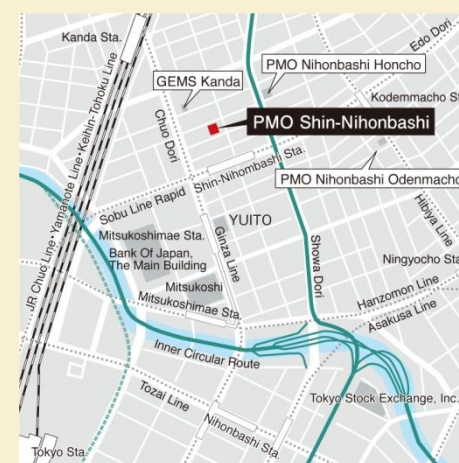 Kanda Sta.
Edo Dori
PMO Nihonbashi Honcho
GEMS Kanda
Kodemmacho Sta
PMO Shin-Nihonbashi
Chuo Dori
JR Chuo Line・Yamanote Line・Keihin-Tohoku Line
Shin-Nihombashi Sta.
PMO Nihonbashi Odenmacho
Sobu Line Rapid
Hibiya Line
YUITO
Mitsukoshimae Sta.
Ginza Line
Bank Of Japan,
The Main Building
Showa Dori
Ningyocho Sta
Mitsukoshi
Hanzomon Line
Mitsukoshimae Sta.
Asakusa Line
Inner Circular Route
Tozai Line
Tokyo Stock Exchange, Inc.
Nihonbashi Sta.
Tokyo Sta.